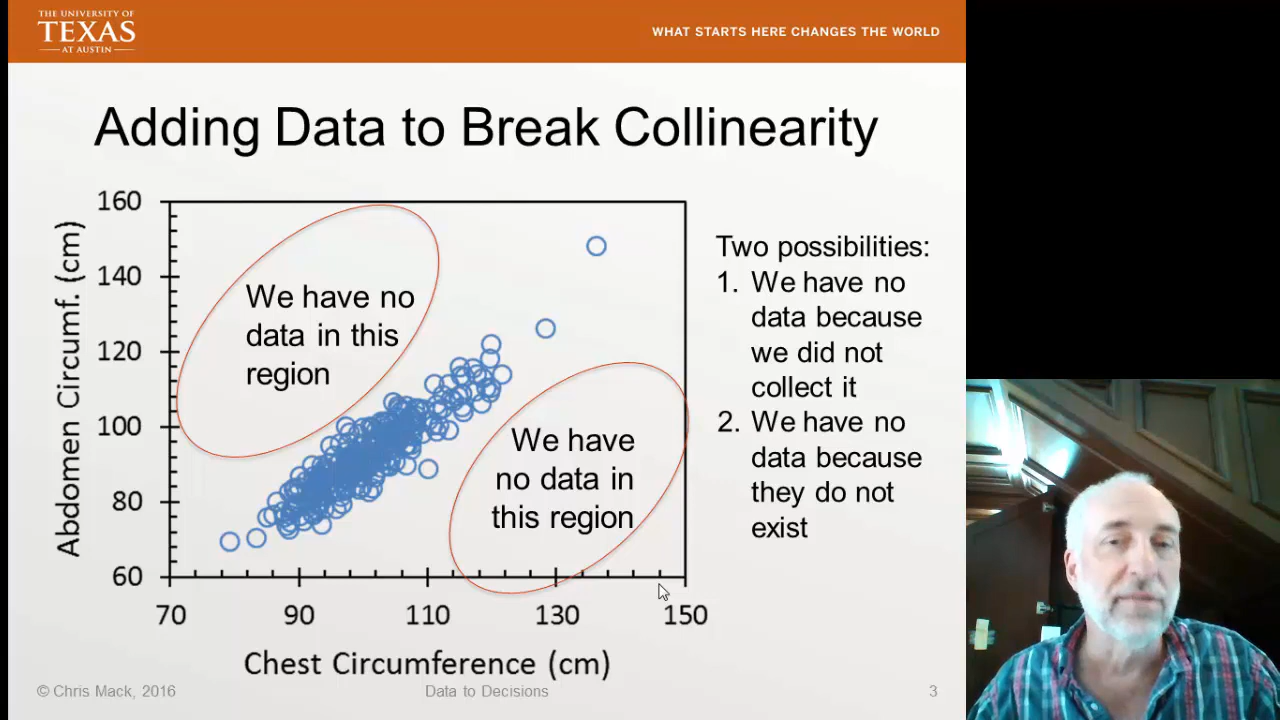 THE UNIVERSITY OF
TEXAS
AT AUSTIN
WHAT STARTS HERE CHANGES THE WORLD
Adding Data to Break Collinearity
160
140
120
100
80
60
Abdomen Circumf. (cm)
We have no
data in this
region
We have
no data in
this region
70
90
110
130
150
Chest Circumference (cm)
Two possibilities:
1. We have no
data because
we did not
collect it
2. We have no
data because
they do not
exist
© Chris Mack, 2016
Data to Decisions
3